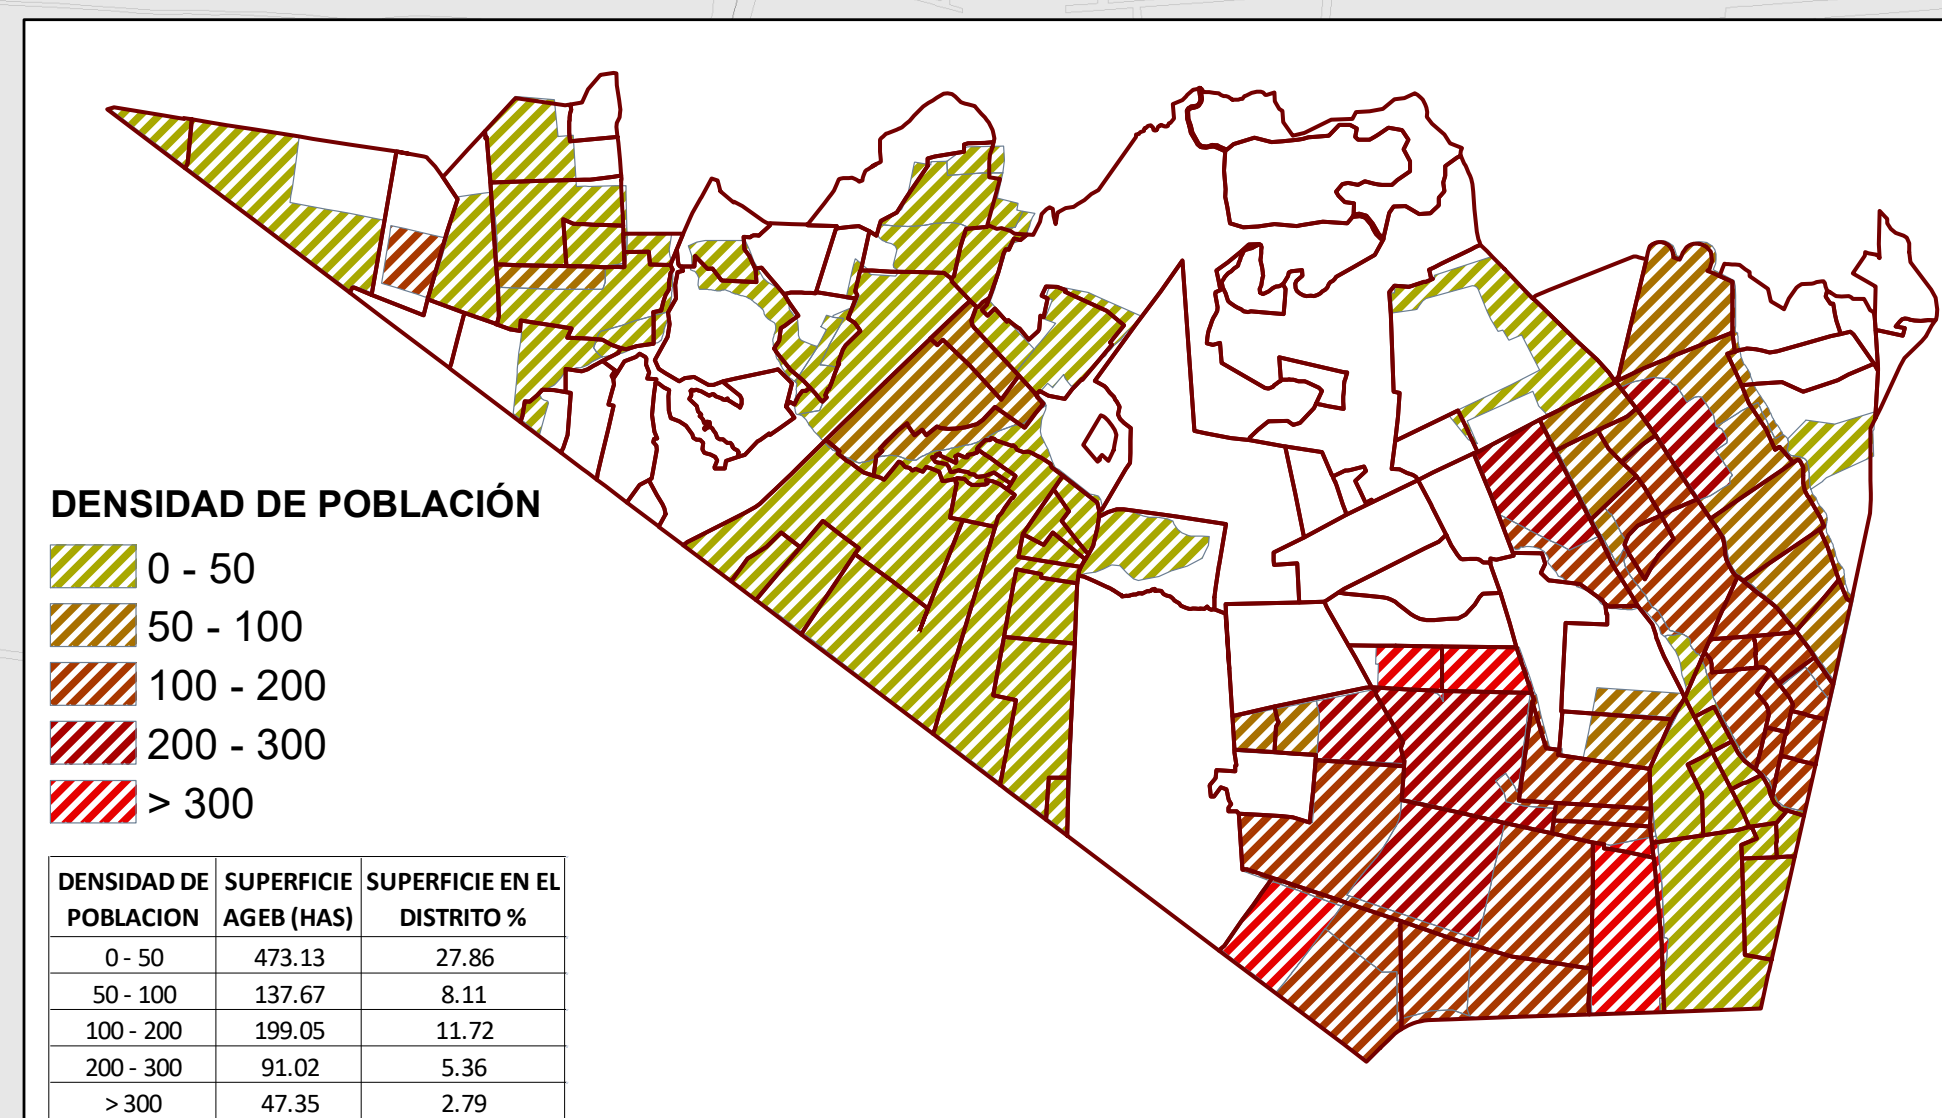 DENSIDAD DE POBLACIÓN
0 - 50
50 - 100
100 - 200
200 - 300
> 300
DENSIDAD DE POBLACION SUPERFICIE AGEB (HAS) SUPERFICIE EN EL DISTRITO %
0 - 50 473.13 27.86
50 - 100 137.67 8.11
100 - 200 199.05 11.72
200 - 300 91.02 5.36
> 300 47.35 2.79